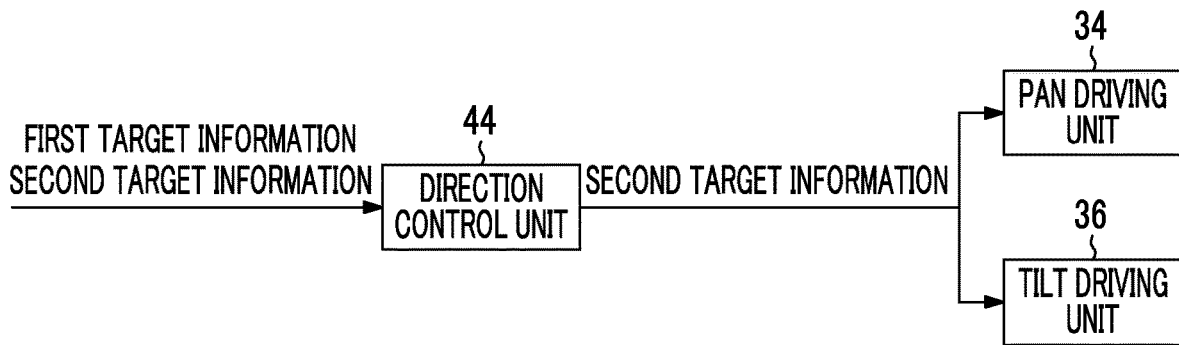 34
PAN DRIVING
UNIT
FIRST TARGET INFORMATION
SECOND TARGET INFORMATION
44
DIRECTION
CONTROL UNIT
SECOND TARGET INFORMATION
36
TILT DRIVING
UNIT